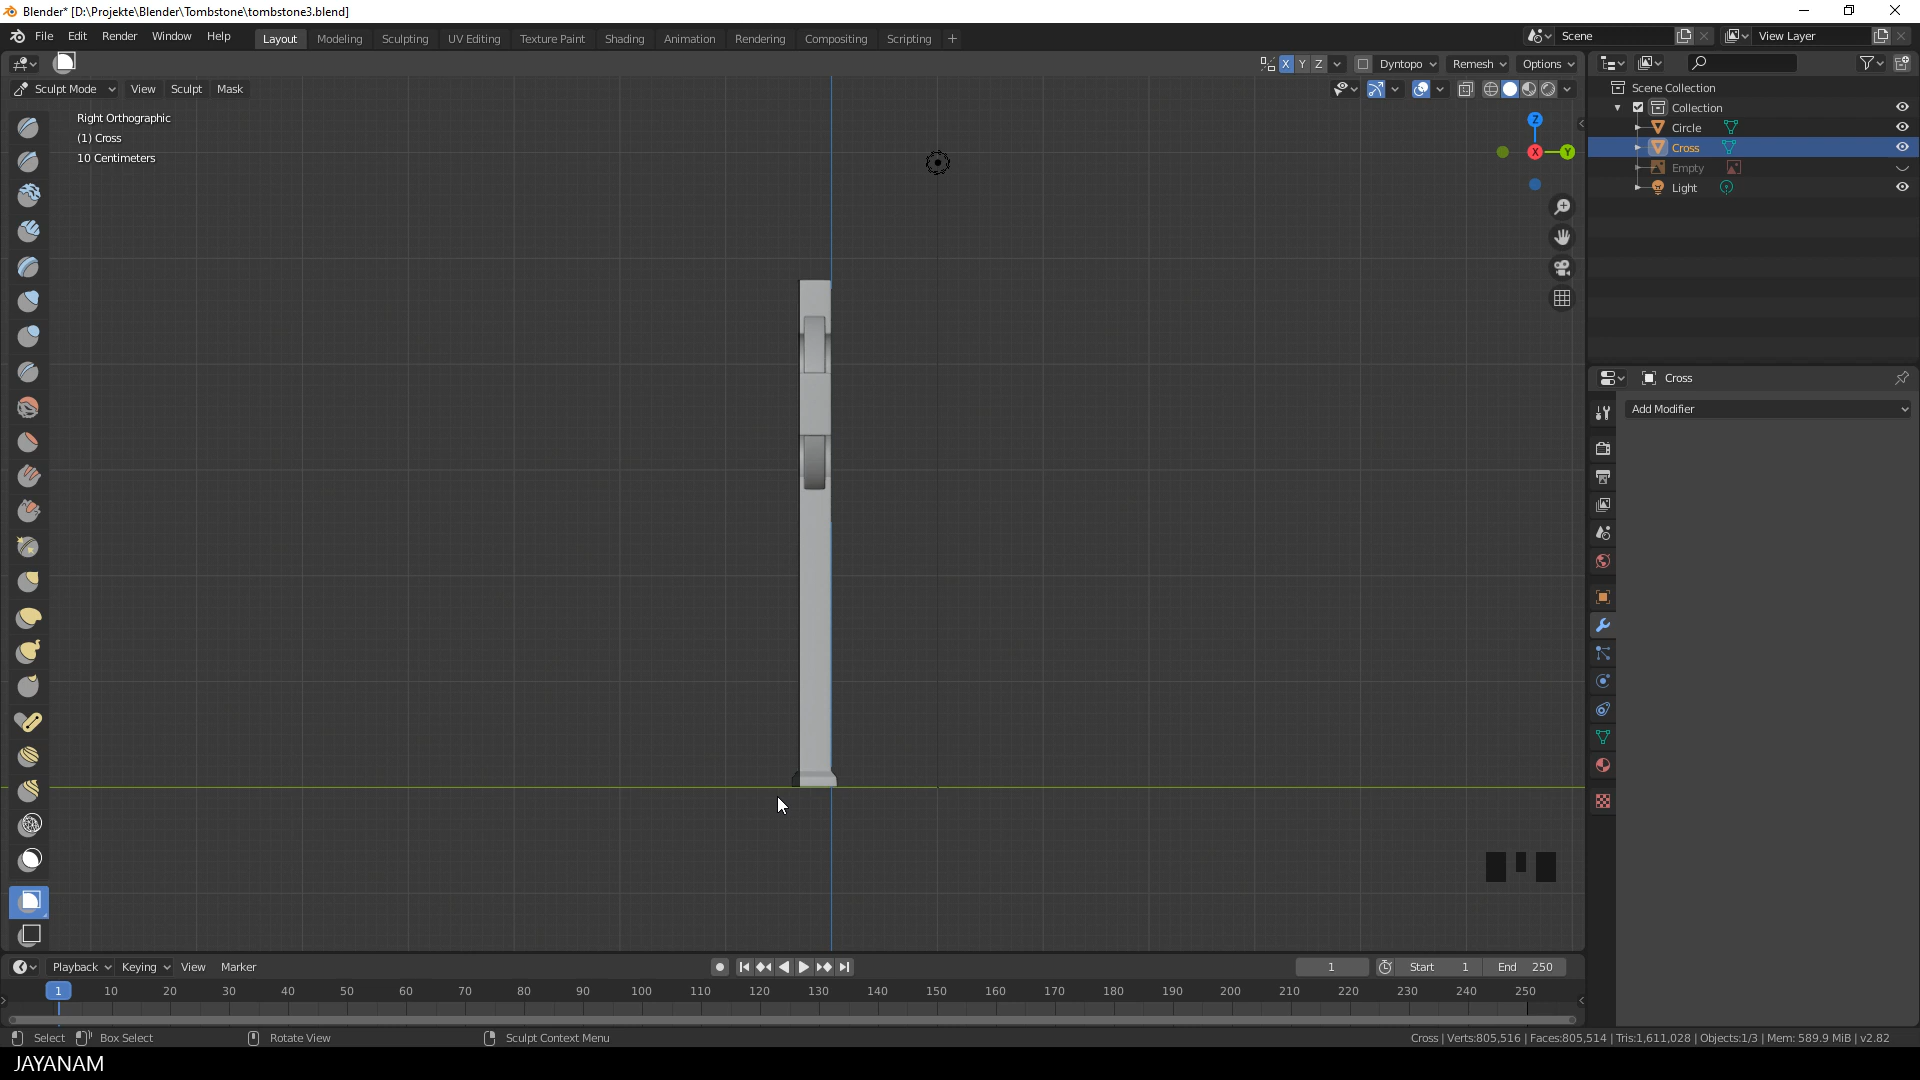 Blender* [D:\Projekte\Blender\Tombstone\tombstone3.blend]
File Edit Render Window Help Layout Modeling Sculpting UV Editing Texture Paint Shading Animation Rendering Compositing Scripting + Scene View Layer
X Y Z Dyntopo Remesh Options
Sculpt Mode View Sculpt Mask
Right Orthographic
(1) Cross
10 Centimeters
Z
X
Y
Scene Collection
Collection
Circle
Cross
Empty
Light
Cross
Add Modifier
Playback Keying View Marker 1 Start 1 End 250
1 10 20 30 40 50 60 70 80 90 100 110 120 130 140 150 160 170 180 190 200 210 220 230 240 250
Select Box Select Rotate View Sculpt Context Menu Cross | Verts:805,516 | Faces:805,514 | Tris:1,611,028 | Objects:1/3 | Mem: 589.9 MiB | v2.82
JAYANAM